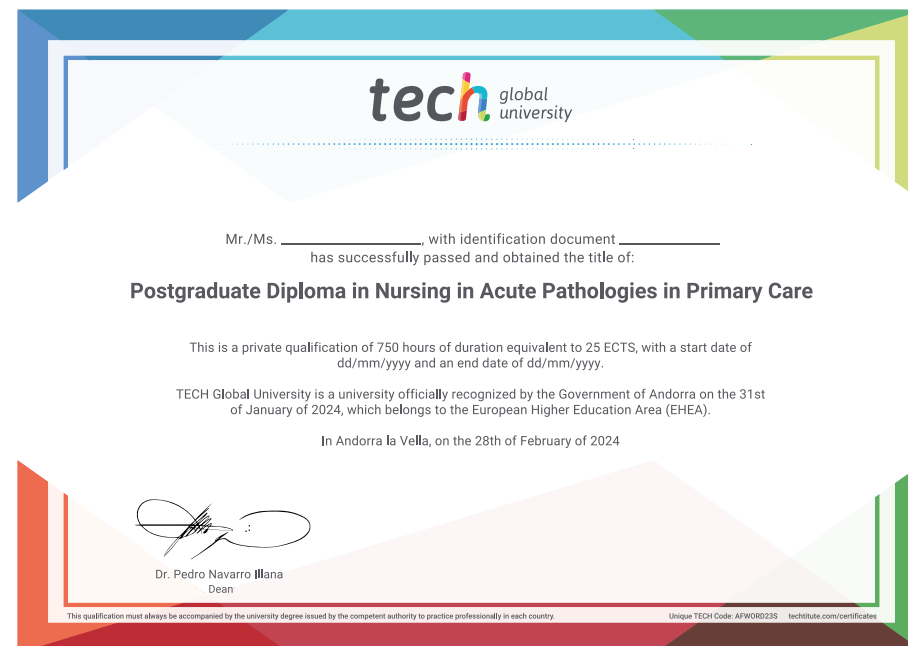 tech global university
Mr./Ms. ____________, with identification document ____________
has successfully passed and obtained the title of:
Postgraduate Diploma in Nursing in Acute Pathologies in Primary Care
This is a private qualification of 750 hours of duration equivalent to 25 ECTS, with a start date of
dd/mm/yyyy and an end date of dd/mm/yyyy.
TECH Global University is a university officially recognized by the Government of Andorra on the 31st
of January of 2024, which belongs to the European Higher Education Area (EHEA).
In Andorra la Vella, on the 28th of February of 2024
Dr. Pedro Navarro Illana
Dean
This qualification must always be accompanied by the university degree issued by the competent authority to practice professionally in each country. Unique TECH Code: AFWORD23S techtitute.com/certificates